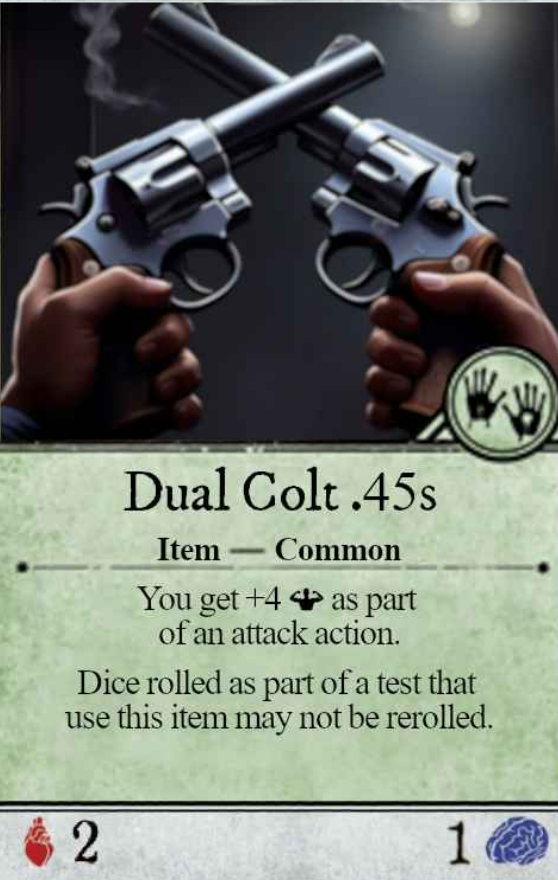 Dual Colt .45s
Item — Common
You get +4 as part
of an attack action.
Dice rolled as part of a test that
use this item may not be rerolled.
2 1